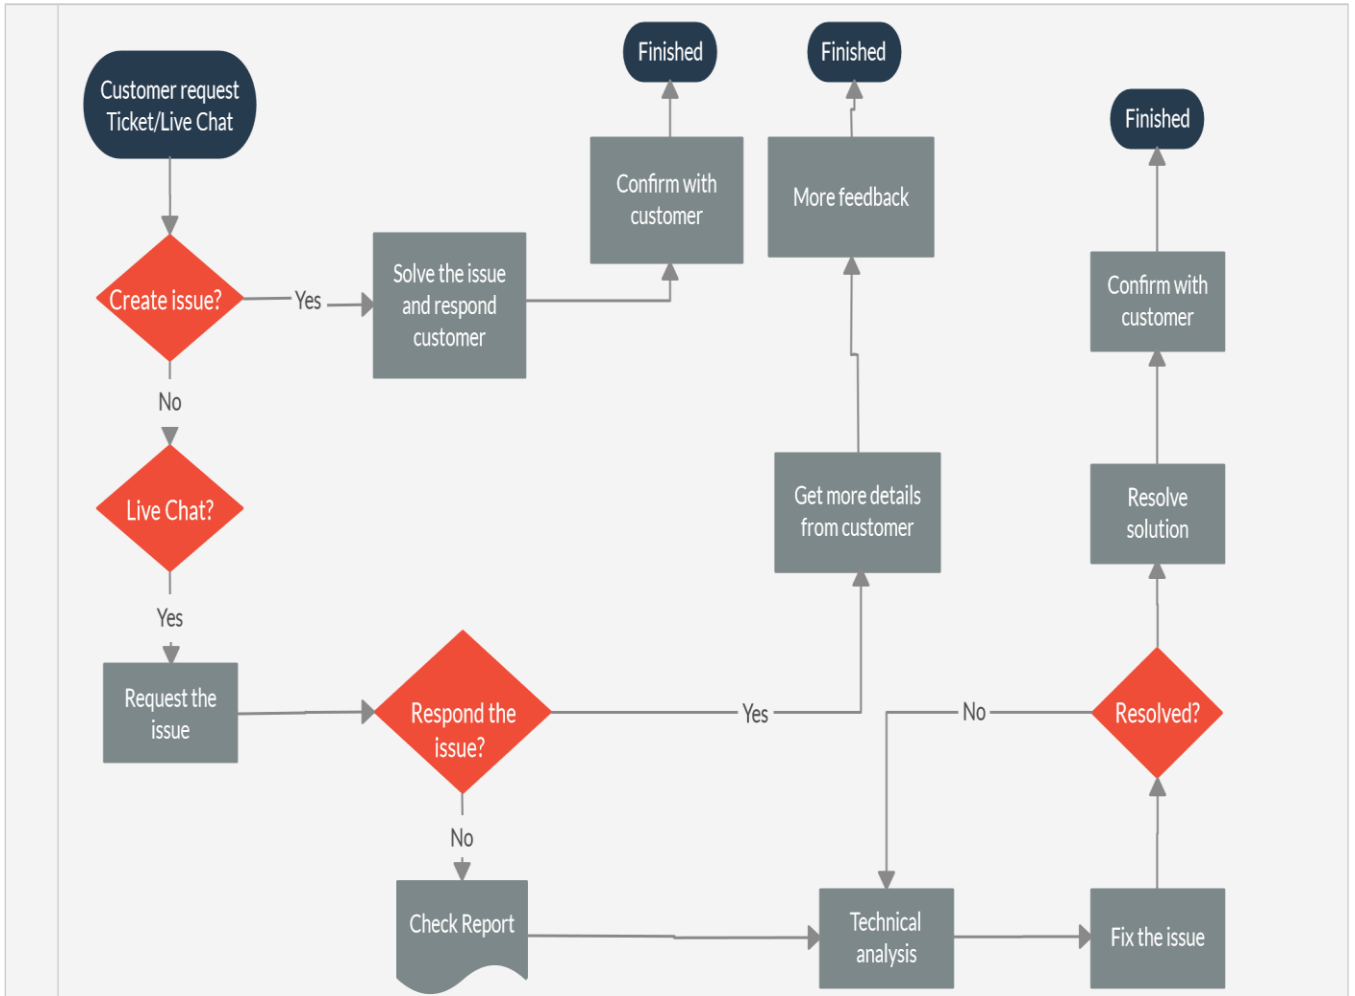 Customer request
Ticket/Live Chat
Create issue?
Yes
Solve the issue
and respond
customer
Confirm with
customer
Finished
No
Live Chat?
Yes
Request the
issue
Respond the
issue?
Yes
Get more details
from customer
More feedback
Finished
No
Check Report
Technical
analysis
Fix the issue
Resolved?
No
Resolve
solution
Confirm with
customer
Finished